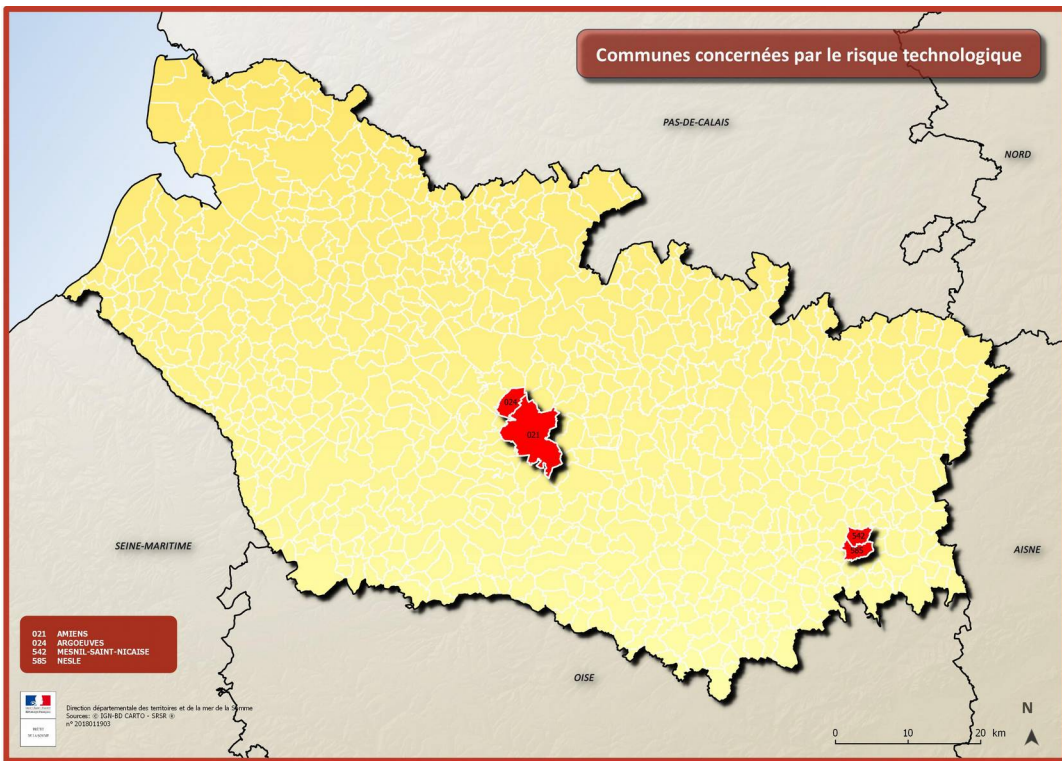 Communes concernées par le risque technologique
PAS-DE-CALAIS
NORD
024
021
542
585
SEINE-MARITIME
AISNE
OISE
021 AMIENS
024 ARGOEUVES
542 MESNIL-SAINT-NICAISE
585 NESLE
Direction départementale des territoires et de la mer de la Somme
Sources: © IGN-BD CARTO - SRSR ®
n° 2018011903
N
0 10 20 km